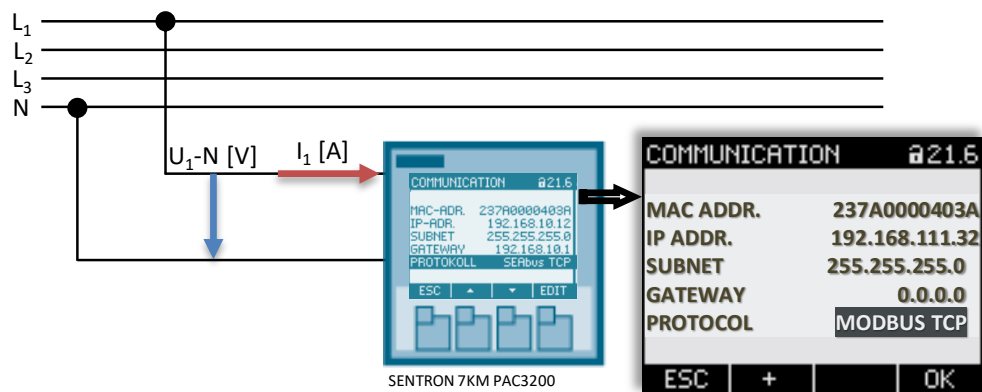 L1
L2
L3
N
U1-N [V]
I1 [A]
COMMUNICATION 21.6
MAC-ADR. 237A0000403A
IP-ADR. 192.168.10.12
SUBNET 255.255.255.0
GATEWAY 192.168.10.1
PROTOKOLL SEAbus TCP
ESC ▲ ▼ EDIT
SENTRON 7KM PAC3200
COMMUNICATION 21.6
MAC ADDR. 237A0000403A
IP ADDR. 192.168.111.32
SUBNET 255.255.255.0
GATEWAY 0.0.0.0
PROTOCOL MODBUS TCP
ESC + OK